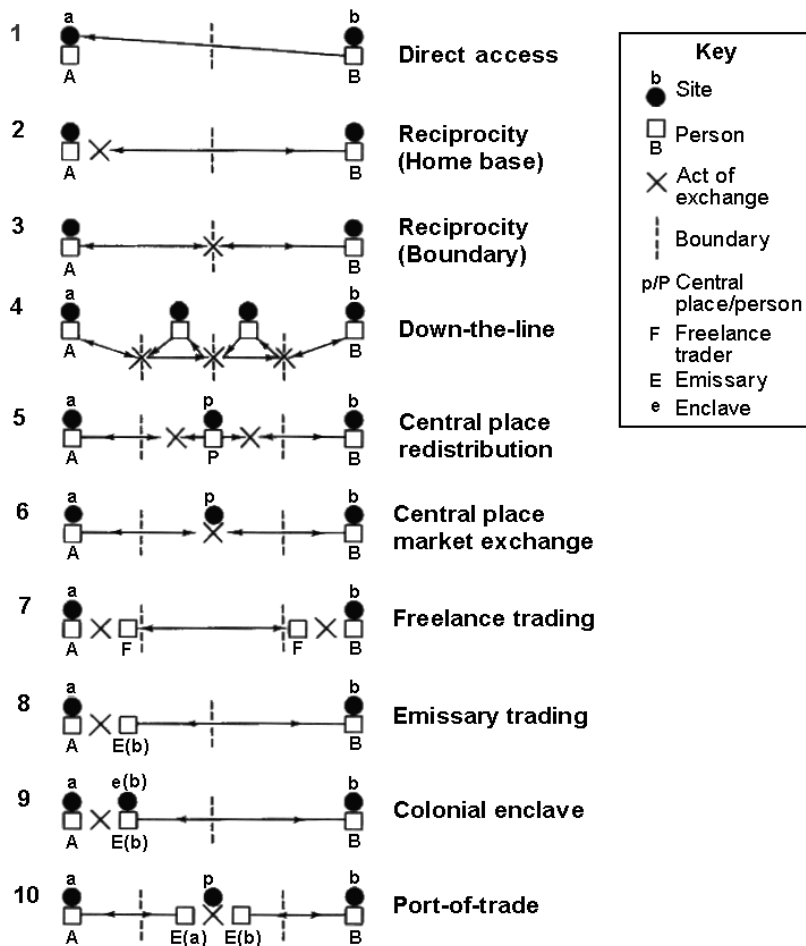 a b
1
Direct access
A B
2
Reciprocity
(Home base)
A B
3
Reciprocity
(Boundary)
A B
a b
4
Down-the-line
A B
a p b
5
Central place
redistribution
A P B
a p b
6
Central place
market exchange
A B
a b
7
Freelance trading
A F F B
a b
8
Emissary trading
A E(b) B
a e(b) b
9
Colonial enclave
A E(b) B
a p b
10
Port-of-trade
A E(a) E(b) B
Key
b
Site
Person
B
Act of
exchange
Boundary
p/P Central
place/person
F Freelance
trader
E Emissary
e Enclave